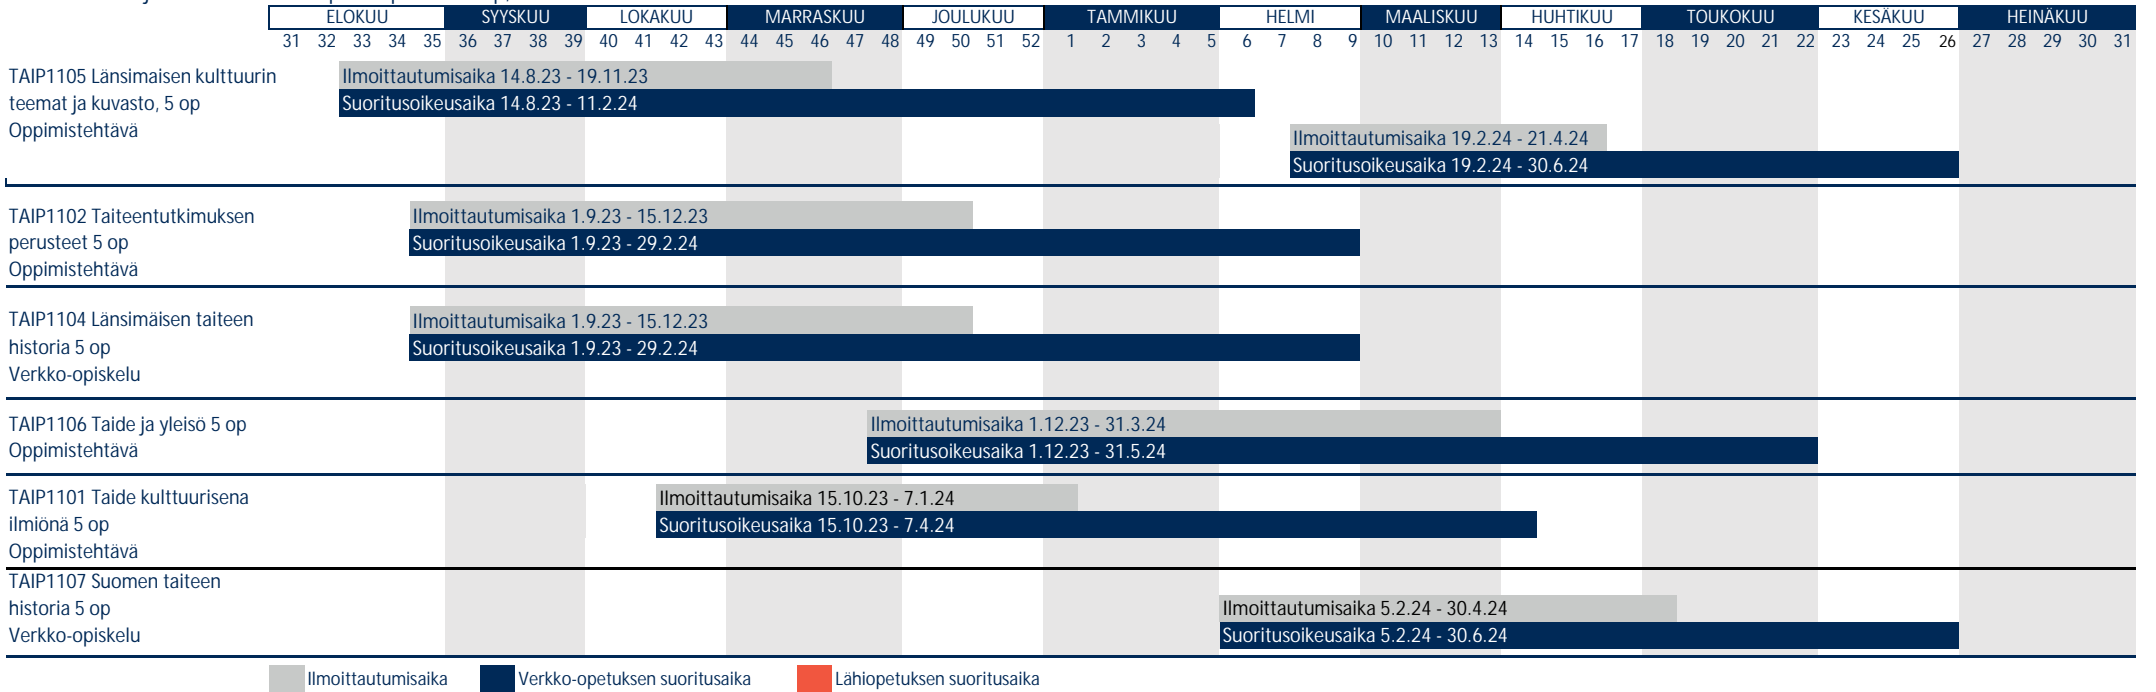 ELOKUU SYYSKUU LOKAKUU MARRASKUU JOULUKUU TAMMIKUU HELMI MAALISKUU HUHTIKUU TOUKOKUU KESÄKUU HEINÄKUU
31 32 33 34 35 36 37 38 39 40 41 42 43 44 45 46 47 48 49 50 51 52 1 2 3 4 5 6 7 8 9 10 11 12 13 14 15 16 17 18 19 20 21 22 23 24 25 26 27 28 29 30 31
TAIP1105 Länsimaisen kulttuurin Ilmoittautumisaika 14.8.23 - 19.11.23
teemat ja kuvasto, 5 op Suoritusoikeusaika 14.8.23 - 11.2.24
Oppimistehtävä Ilmoittautumisaika 19.2.24 - 21.4.24
Suoritusoikeusaika 19.2.24 - 30.6.24
TAIP1102 Taiteentutkimuksen Ilmoittautumisaika 1.9.23 - 15.12.23
perusteet 5 op Suoritusoikeusaika 1.9.23 - 29.2.24
Oppimistehtävä
TAIP1104 Länsimäisen taiteen Ilmoittautumisaika 1.9.23 - 15.12.23
historia 5 op Suoritusoikeusaika 1.9.23 - 29.2.24
Verkko-opiskelu
TAIP1106 Taide ja yleisö 5 op Ilmoittautumisaika 1.12.23 - 31.3.24
Oppimistehtävä Suoritusoikeusaika 1.12.23 - 31.5.24
TAIP1101 Taide kulttuurisena Ilmoittautumisaika 15.10.23 - 7.1.24
ilmiönä 5 op Suoritusoikeusaika 15.10.23 - 7.4.24
Oppimistehtävä
TAIP1107 Suomen taiteen
historia 5 op Ilmoittautumisaika 5.2.24 - 30.4.24
Verkko-opiskelu Suoritusoikeusaika 5.2.24 - 30.6.24
Ilmoittautumisaika Verkko-opetuksen suoritusaika Lähiopetuksen suoritusaika